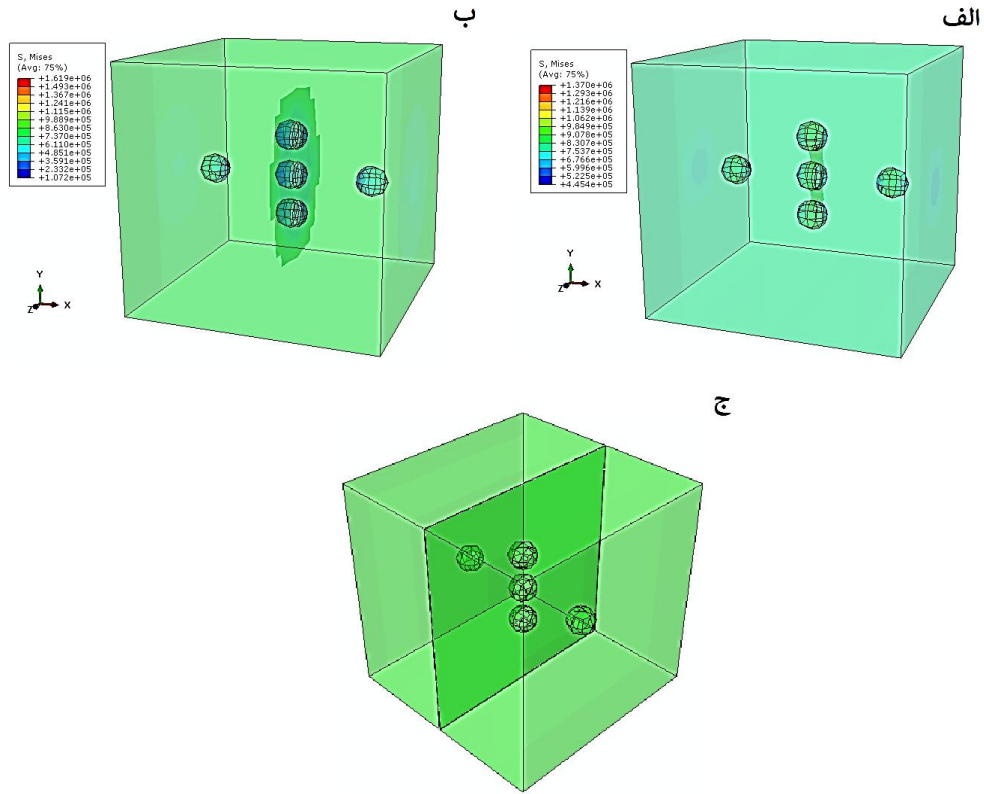 الف
S, Mises
(Avg: 75%)
+1.370e+06
+1.293e+06
+1.216e+06
+1.139e+06
+1.062e+06
+9.849e+05
+9.078e+05
+8.307e+05
+7.537e+05
+6.766e+05
+5.996e+05
+5.225e+05
+4.454e+05
Y
X
Z
ب
S, Mises
(Avg: 75%)
+1.619e+06
+1.493e+06
+1.367e+06
+1.241e+06
+1.115e+06
+9.889e+05
+8.630e+05
+7.370e+05
+6.110e+05
+4.851e+05
+3.591e+05
+2.332e+05
+1.072e+05
Y
X
Z
ج